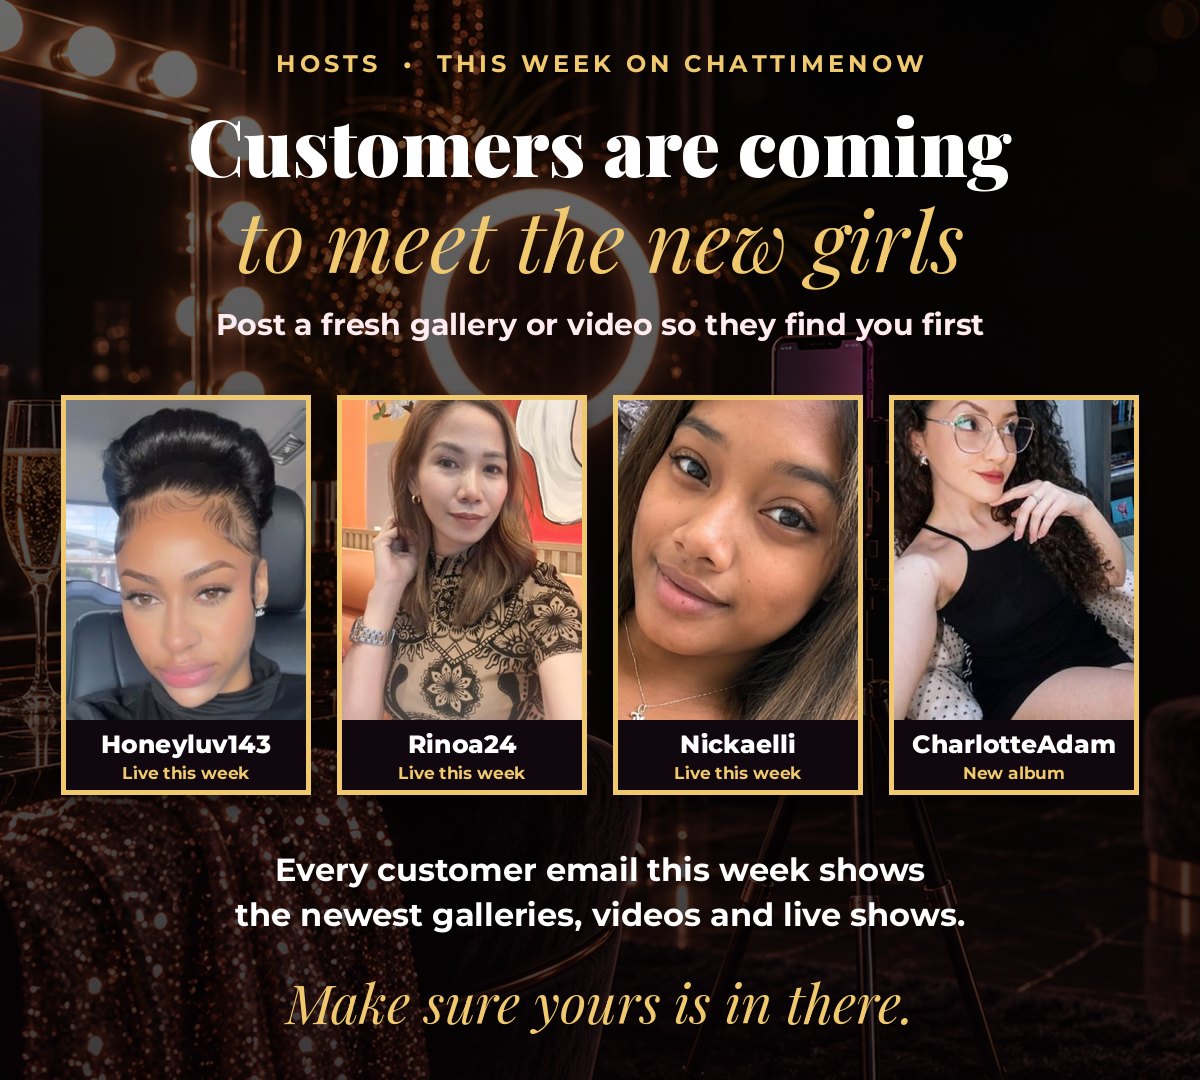 HOSTS • THIS WEEK ON CHATTIMENOW
Customers are coming
to meet the new girls
Post a fresh gallery or video so they find you first
Honeyluv143
Live this week
Rinoa24
Live this week
Nickaelli
Live this week
CharlotteAdam
New album
Every customer email this week shows
the newest galleries, videos and live shows.
Make sure yours is in there.